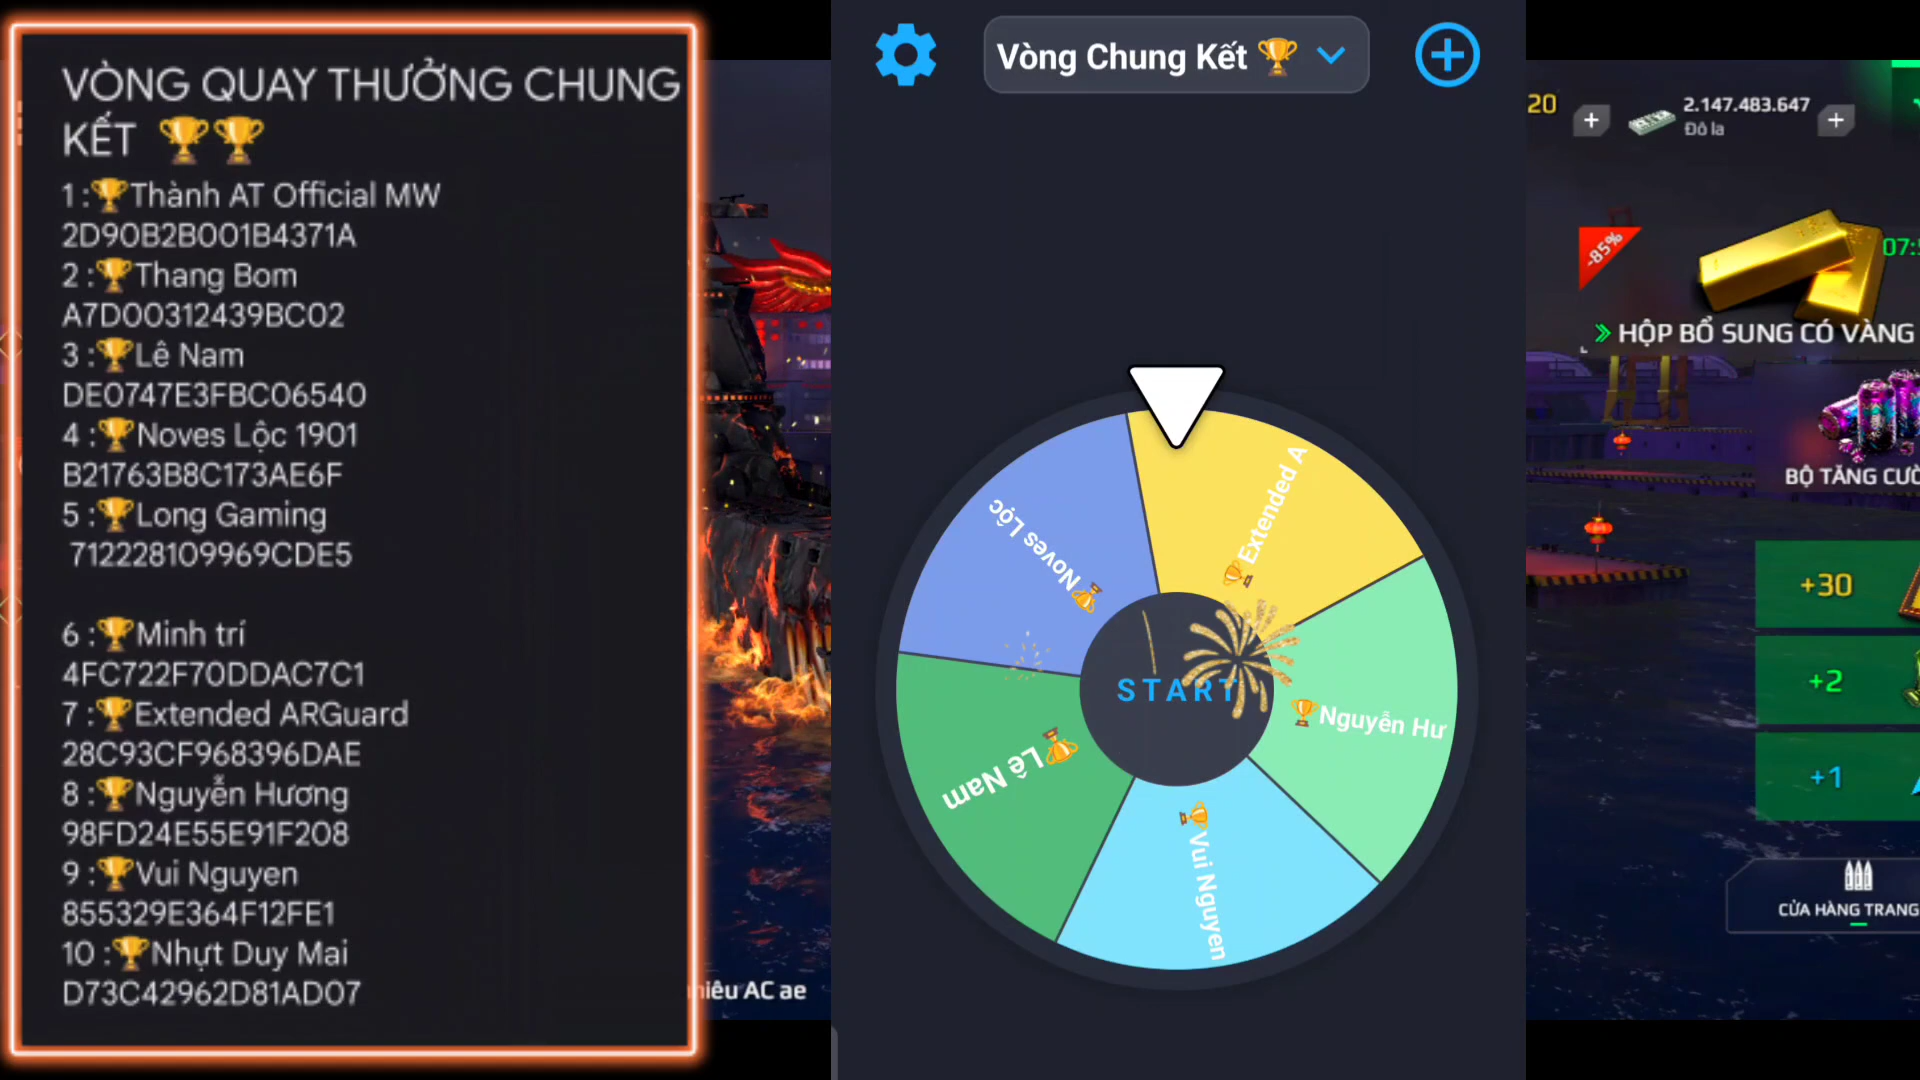 VÒNG QUAY THƯỞNG CHUNG
KẾT 🏆🏆
1 :🏆Thành AT Official MW
2D90B2B001B4371A
2 :🏆Thang Bom
A7D00312439BC02
3 :🏆Lê Nam
DE0747E3FBC06540
4 :🏆Noves Lộc 1901
B21763B8C173AE6F
5 :🏆Long Gaming
712228109969CDE5
6 :🏆Minh trí
4FC722F70DDAC7C1
7 :🏆Extended ARGuard
28C93CF968396DAE
8 :🏆Nguyễn Hương
98FD24E55E91F208
9 :🏆Vui Nguyen
855329E364F12FE1
10 :🏆Nhựt Duy Mai
D73C42962D81AD07
hiêu AC ae
Vòng Chung Kết 🏆
🏆Noves Lộc
🏆Extended A
🏆Nguyễn Hư
🏆Vui Nguyen
🏆Lê Nam
START
20
2.147.483.647
Đô la
-85%
07:5
HỘP BỔ SUNG CÓ VÀNG
BỘ TĂNG CƯỜ
+30
+2
+1
CỬA HÀNG TRANG